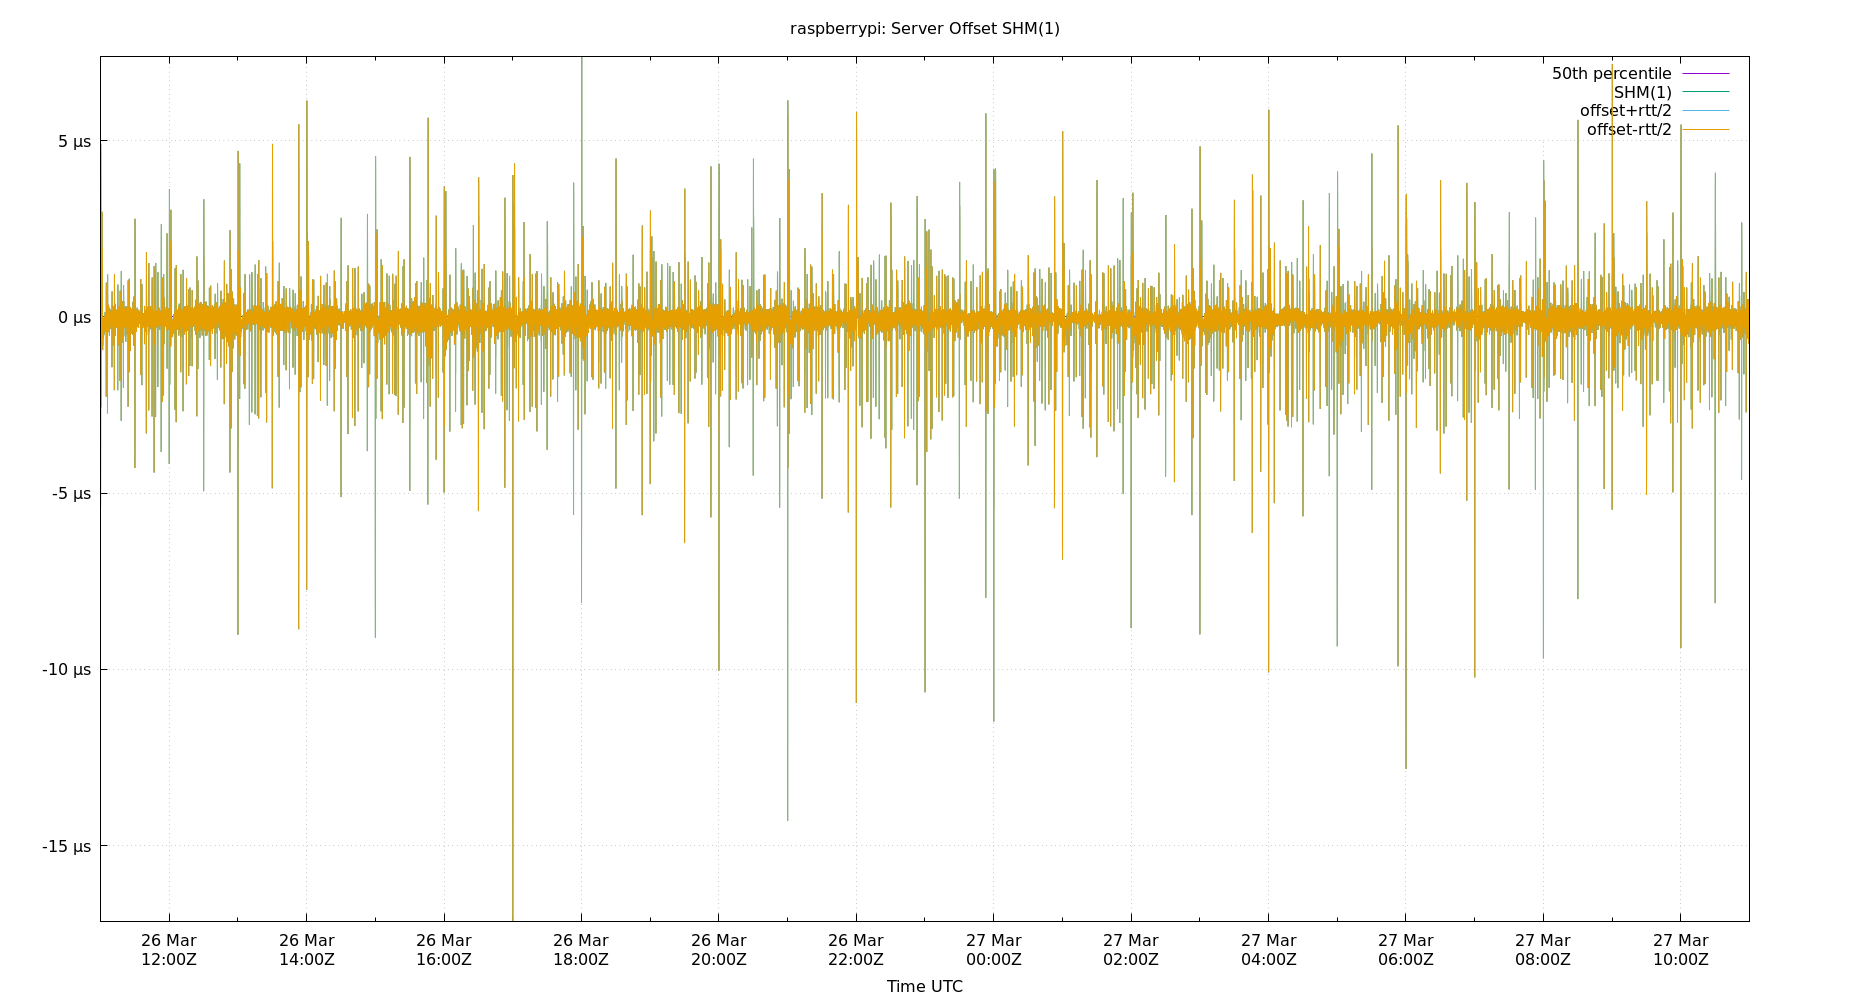 raspberrypi: Server Offset SHM(1)
50th percentile
SHM(1)
offset+rtt/2
offset-rtt/2
5 µs
0 µs
-5 µs
-10 µs
-15 µs
26 Mar 26 Mar 26 Mar 26 Mar 26 Mar 26 Mar 27 Mar 27 Mar 27 Mar 27 Mar 27 Mar 27 Mar
12:00Z 14:00Z 16:00Z 18:00Z 20:00Z 22:00Z 00:00Z 02:00Z 04:00Z 06:00Z 08:00Z 10:00Z
Time UTC